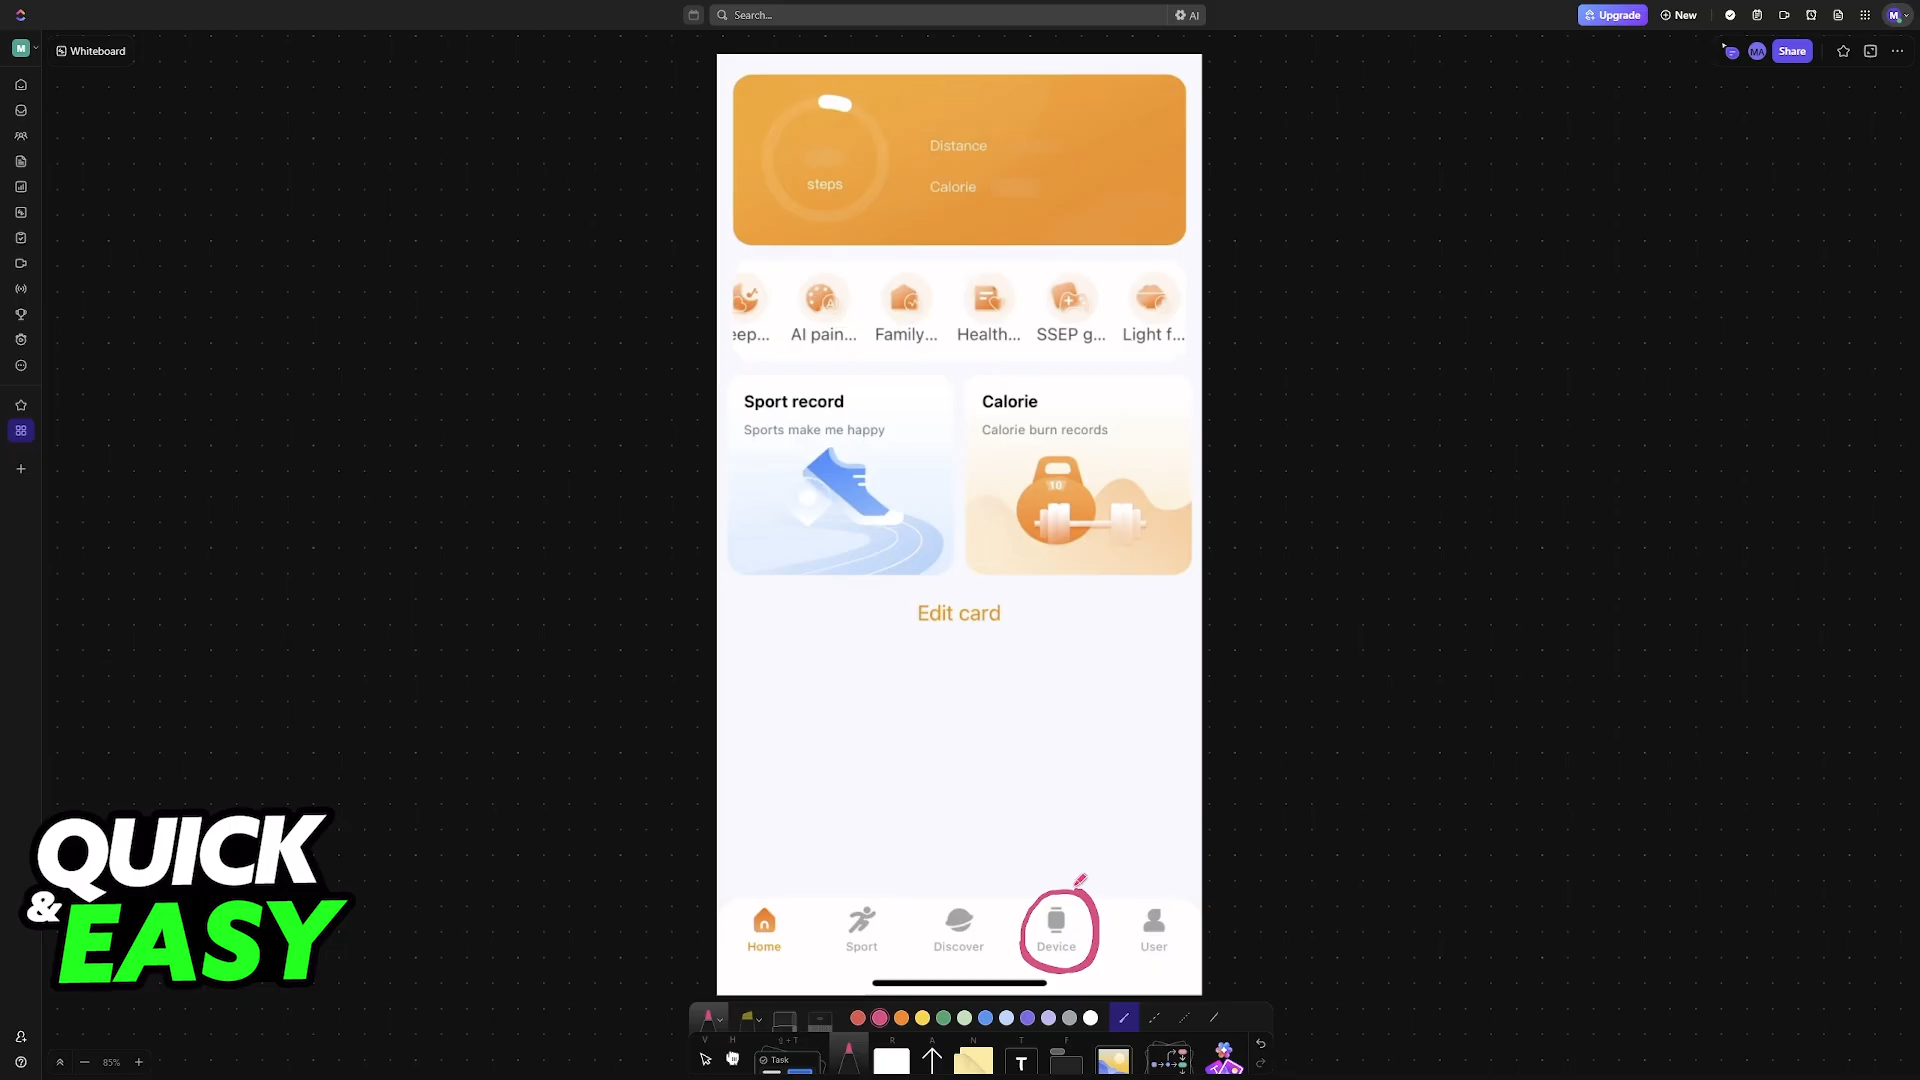 Search...
AI
Upgrade
New
M
M
Whiteboard
MA
Share
steps
Distance
Calorie
eep...
AI pain...
Family...
Health...
SSEP g...
Light f...
Sport record
Sports make me happy
Calorie
Calorie burn records
10
Edit card
QUICK
& EASY
Home
Sport
Discover
Device
User
V
H
⇧ + T
R
A
N
T
F
Task
T
85%